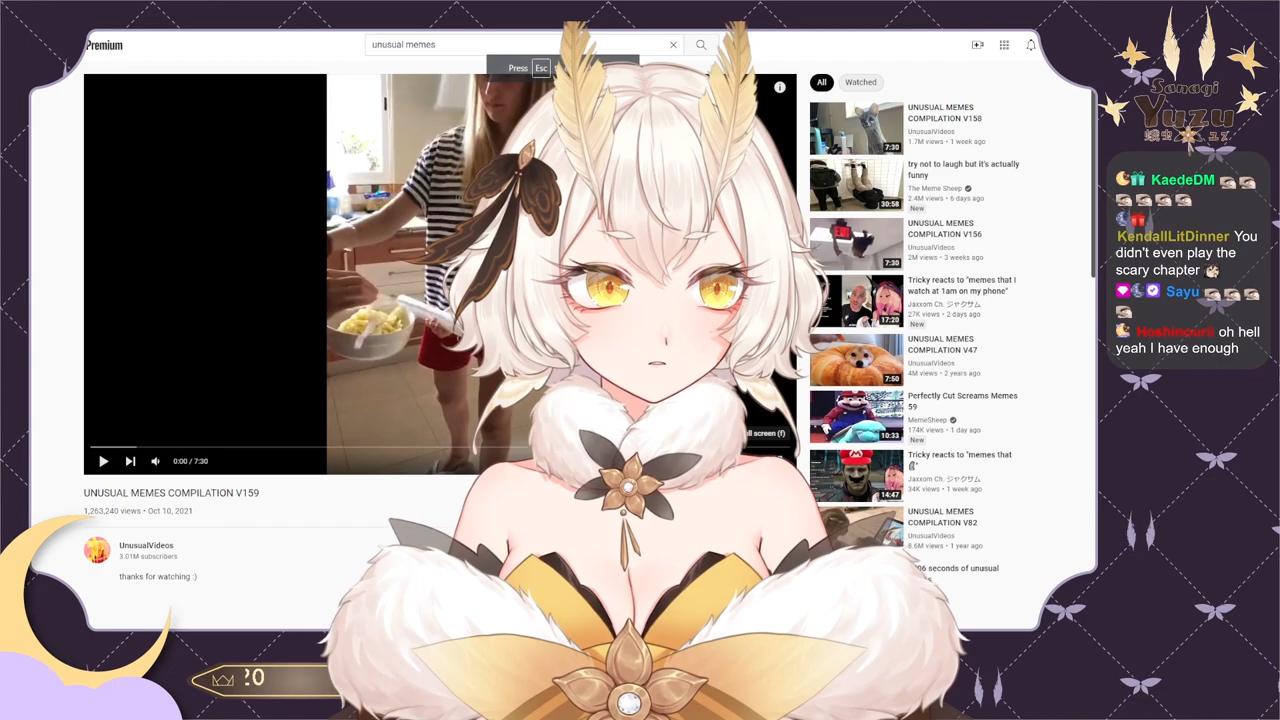 Premium
unusual memes
Press Esc
0:00 / 7:30
ll screen (f)
UNUSUAL MEMES COMPILATION V159
1,263,240 views • Oct 10, 2021
UnusualVideos
3.01M subscribers
thanks for watching :)
All
Watched
UNUSUAL MEMES
COMPILATION V158
UnusualVideos
1.7M views • 1 week ago
7:30
try not to laugh but it's actually
funny
The Meme Sheep
2.4M views • 6 days ago
New
30:58
UNUSUAL MEMES
COMPILATION V156
UnusualVideos
2M views • 3 weeks ago
7:30
Tricky reacts to "memes that I
watch at 1am on my phone"
Jaxxom Ch. ジャクサム
27K views • 2 days ago
New
17:20
UNUSUAL MEMES
COMPILATION V47
UnusualVideos
4M views • 2 years ago
7:50
Perfectly Cut Screams Memes
59
MemeSheep
174K views • 1 day ago
New
10:33
Tricky reacts to "memes that
Jaxxom Ch. ジャクサム
34K views • 1 week ago
14:47
UNUSUAL MEMES
COMPILATION V82
UnusualVideos
8.6M views • 1 year ago
seconds of unusual
Sanagi
Yuzu
KaedeDM
KendallLitDinner You
didn't even play the
scary chapter
Sayu
Hoshinourii oh hell
yeah I have enough
20